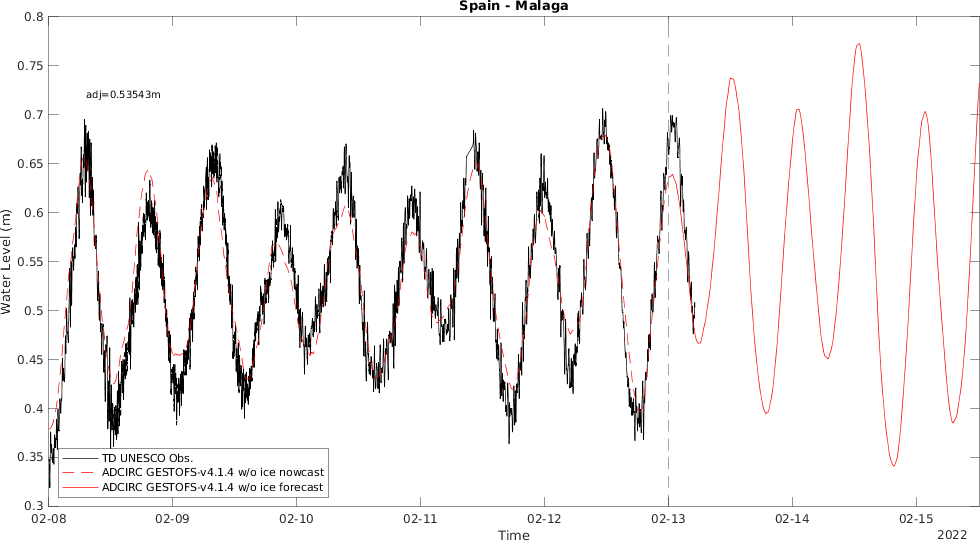 Spain - Malaga
adj=0.53543m
Water Level (m)
0.8
0.75
0.7
0.65
0.6
0.55
0.5
0.45
0.4
0.35
0.3
TD UNESCO Obs.
ADCIRC GESTOFS-v4.1.4 w/o ice nowcast
ADCIRC GESTOFS-v4.1.4 w/o ice forecast
02-08 02-09 02-10 02-11 02-12 02-13 02-14 02-15
Time
2022